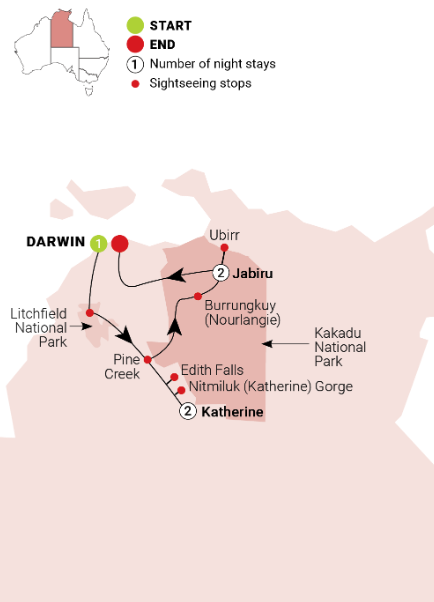 START
END
1 Number of night stays
Sightseeing stops
Ubirr
DARWIN 1
2 Jabiru
Burrungkuy
(Nourlangie)
Litchfield
National
Park
Kakadu
National
Park
Pine
Creek
Edith Falls
Nitmiluk (Katherine) Gorge
2 Katherine